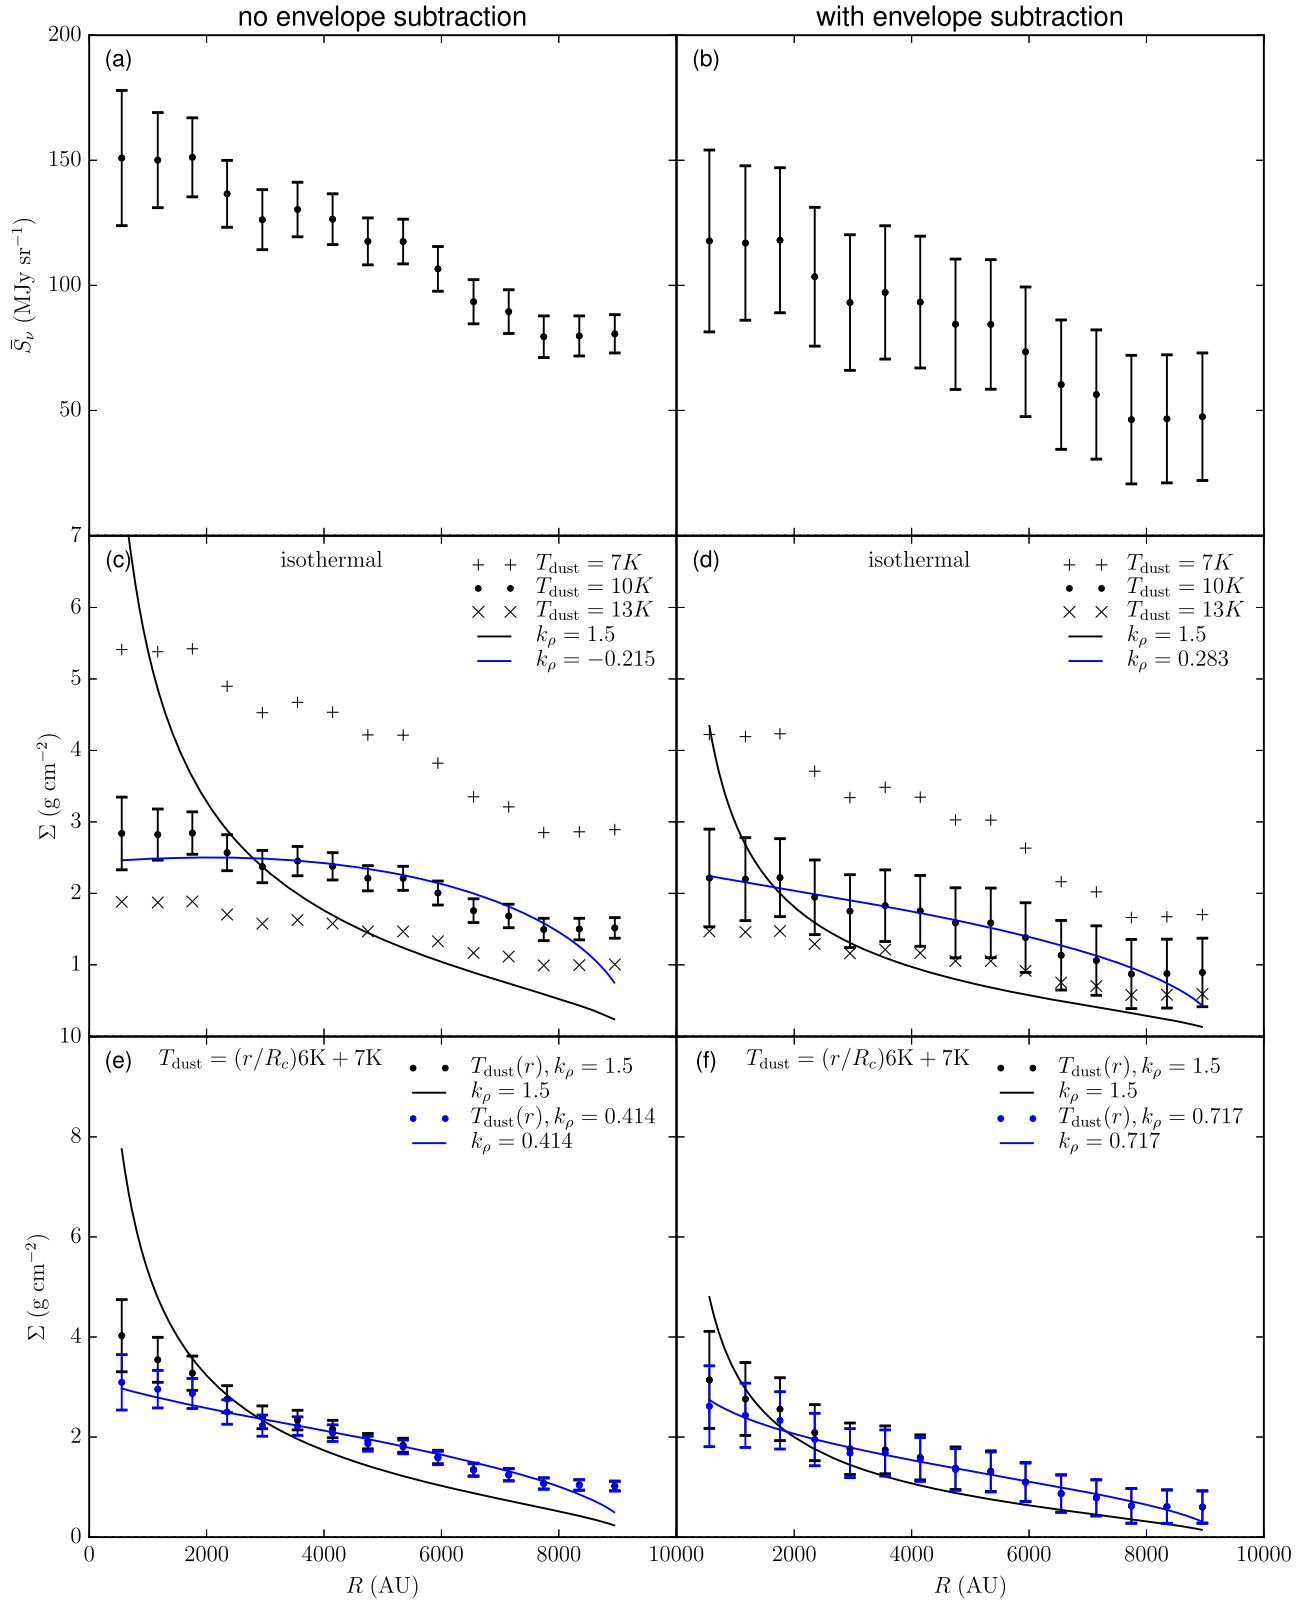 no envelope subtraction
with envelope subtraction
200
150
100
50
7
S̄ν (MJy sr⁻¹)
(a)
(b)
(c)
isothermal
+ + Tdust = 7K
Tdust = 10K
× × Tdust = 13K
kρ = 1.5
kρ = −0.215
(d)
isothermal
+ + Tdust = 7K
Tdust = 10K
× × Tdust = 13K
kρ = 1.5
kρ = 0.283
6
5
4
3
2
1
10
Σ (g cm⁻²)
(e)
Tdust = (r/Rc)6K + 7K
Tdust(r), kρ = 1.5
kρ = 1.5
Tdust(r), kρ = 0.414
kρ = 0.414
(f)
Tdust = (r/Rc)6K + 7K
Tdust(r), kρ = 1.5
kρ = 1.5
Tdust(r), kρ = 0.717
kρ = 0.717
8
6
4
2
0
Σ (g cm⁻²)
0 2000 4000 6000 8000 10000
2000 4000 6000 8000 10000
R (AU)
R (AU)